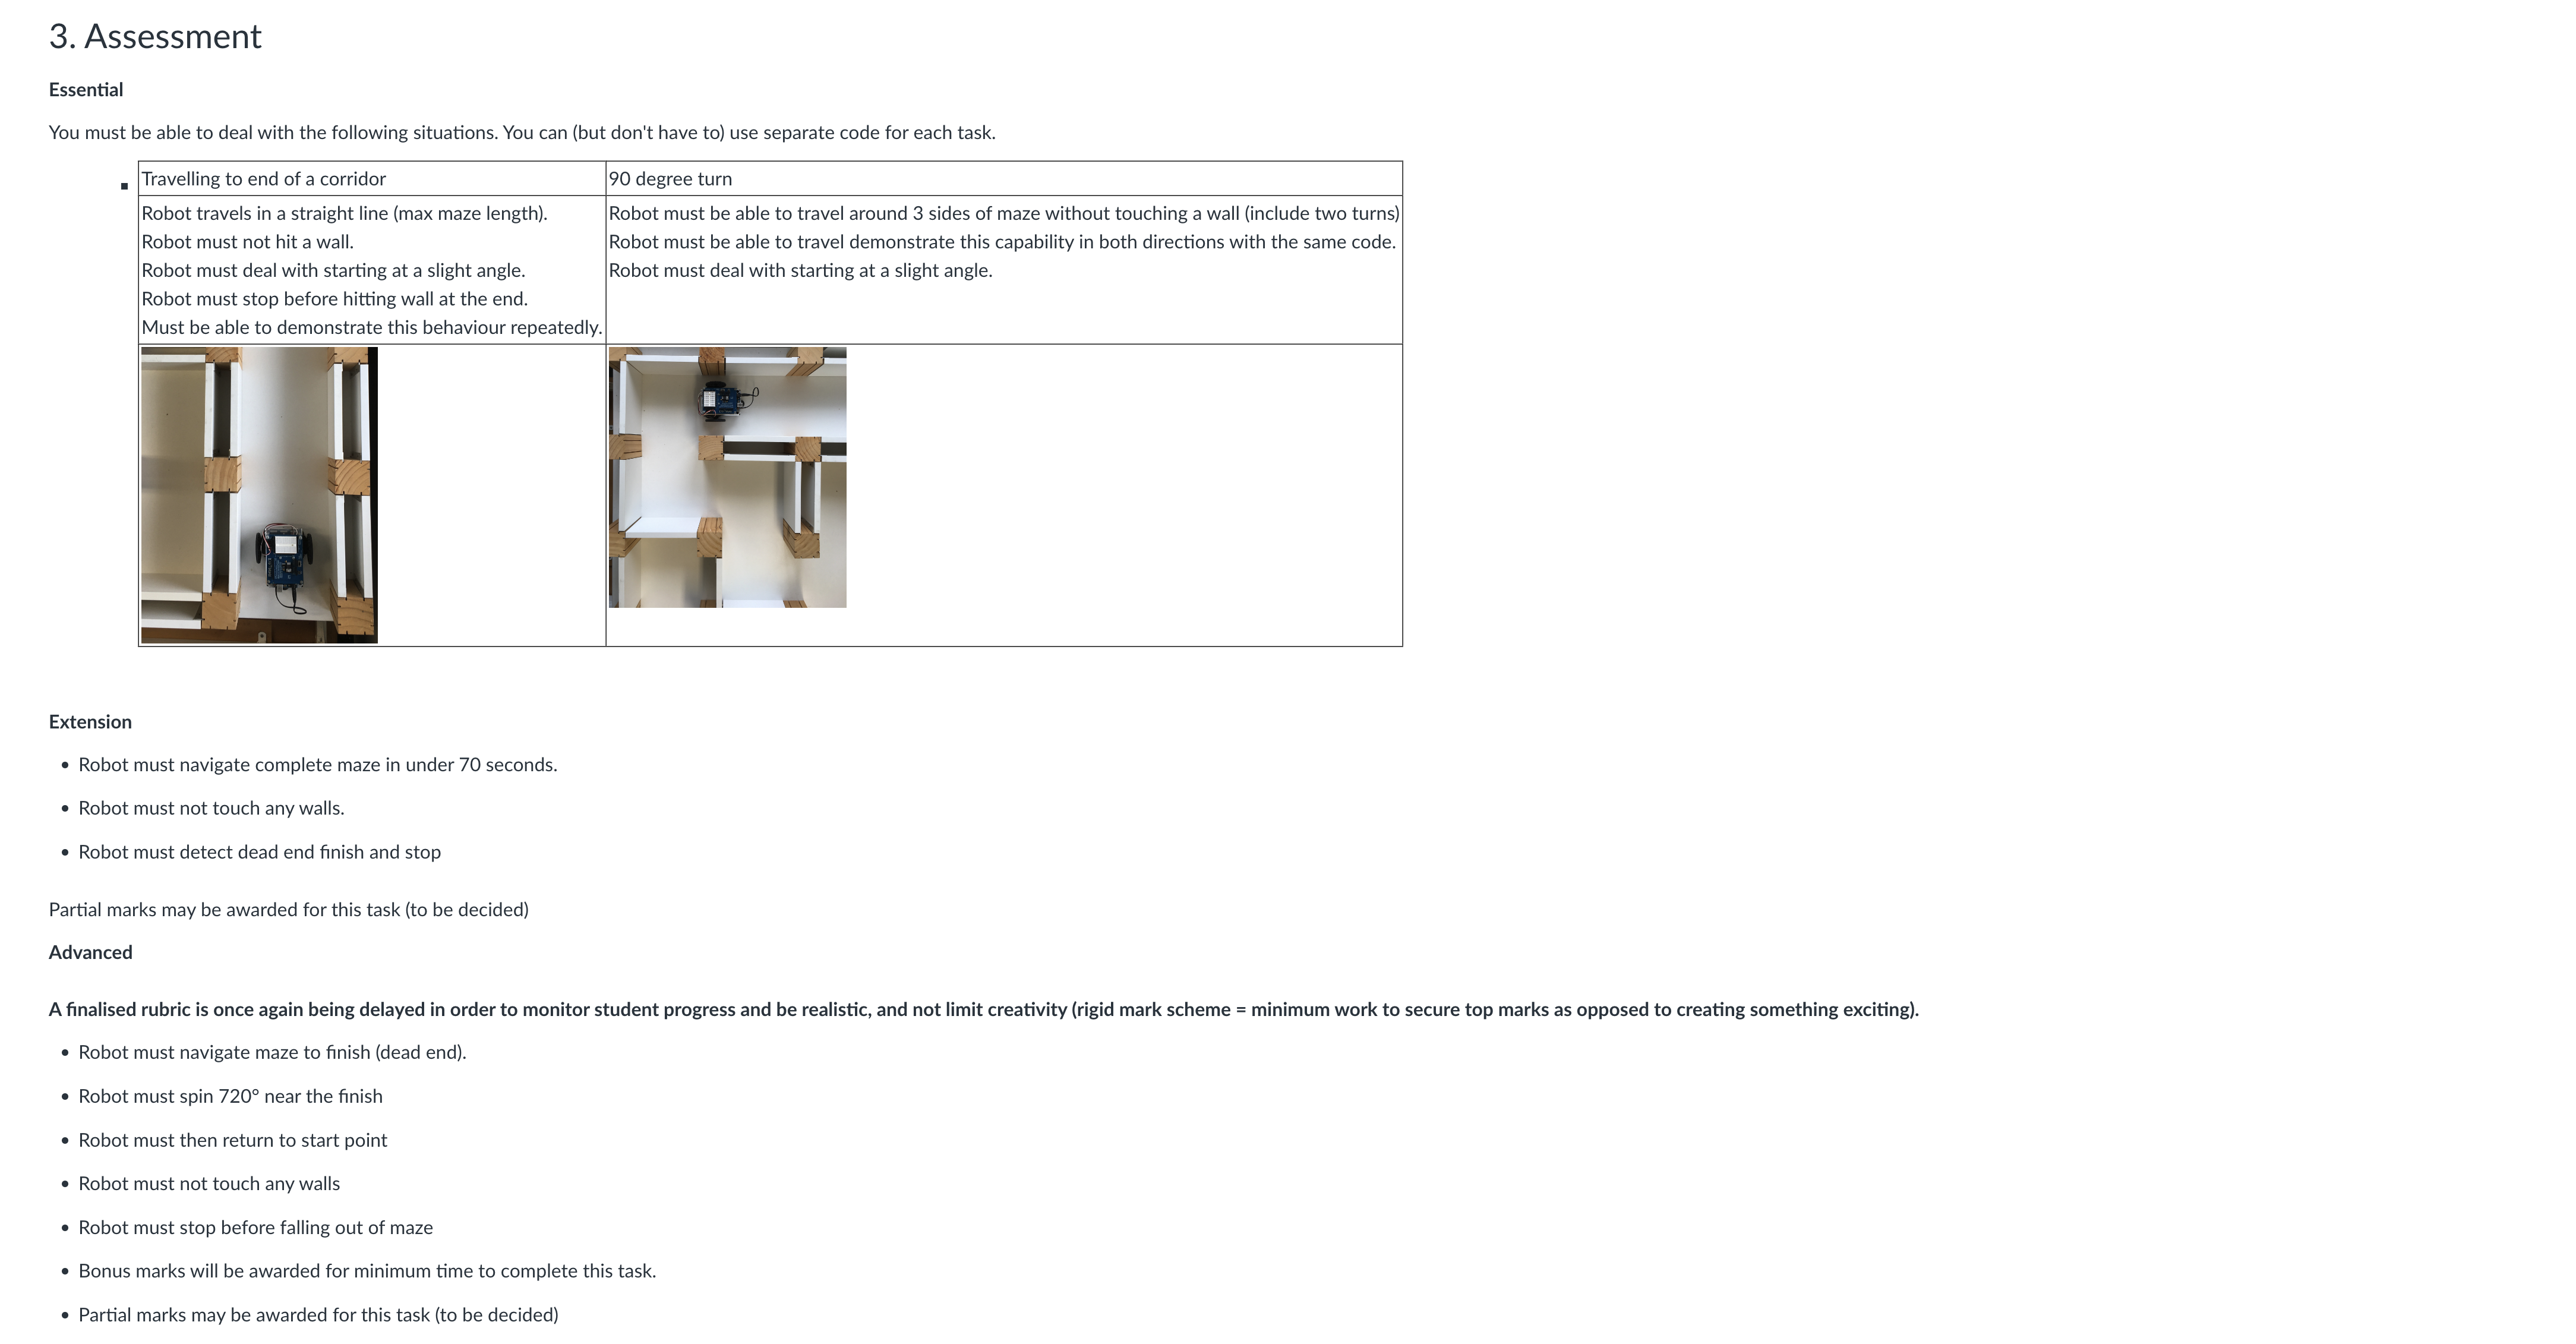 3. Assessment
Essential
You must be able to deal with the following situations. You can (but don't have to) use separate code for each task.
Travelling to end of a corridor
90 degree turn
Robot travels in a straight line (max maze length).
Robot must not hit a wall.
Robot must deal with starting at a slight angle.
Robot must stop before hitting wall at the end.
Must be able to demonstrate this behaviour repeatedly.
Robot must be able to travel around 3 sides of maze without touching a wall (include two turns)
Robot must be able to travel demonstrate this capability in both directions with the same code.
Robot must deal with starting at a slight angle.
Extension
• Robot must navigate complete maze in under 70 seconds.
• Robot must not touch any walls.
• Robot must detect dead end finish and stop
Partial marks may be awarded for this task (to be decided)
Advanced
A finalised rubric is once again being delayed in order to monitor student progress and be realistic, and not limit creativity (rigid mark scheme = minimum work to secure top marks as opposed to creating something exciting).
• Robot must navigate maze to finish (dead end).
• Robot must spin 720° near the finish
• Robot must then return to start point
• Robot must not touch any walls
• Robot must stop before falling out of maze
• Bonus marks will be awarded for minimum time to complete this task.
• Partial marks may be awarded for this task (to be decided)